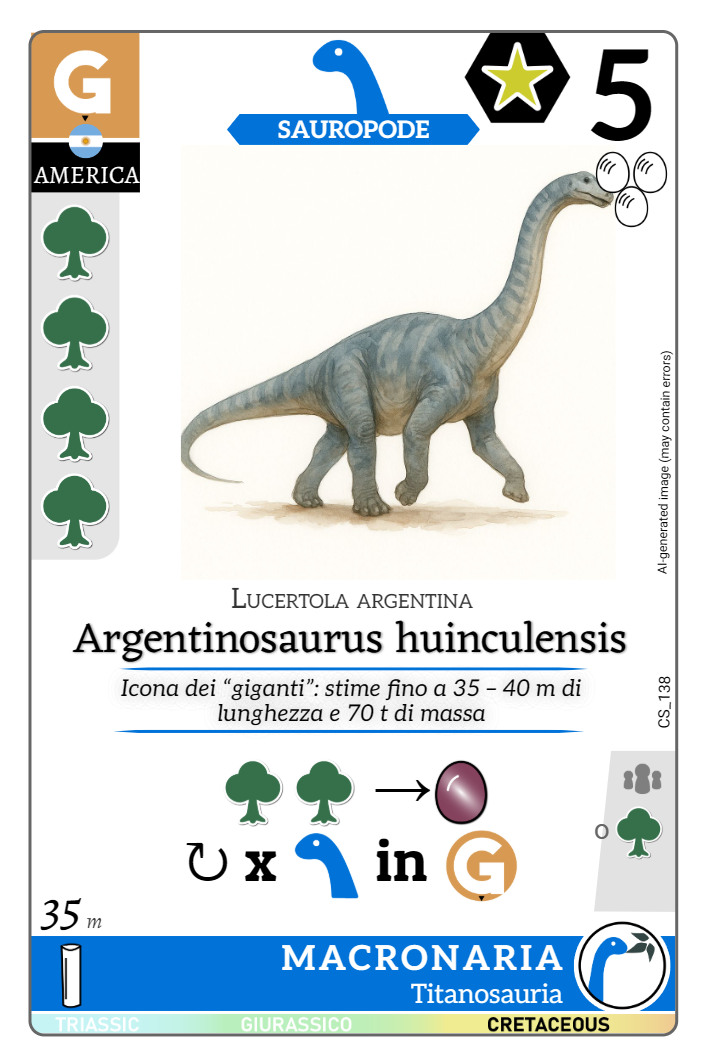 G
SAUROPODE
5
AMERICA
AI-generated image (may contain errors)
LUCERTOLA ARGENTINA
Argentinosaurus huinculensis
Icona dei “giganti”: stime fino a 35 – 40 m di
lunghezza e 70 t di massa
CS_138
↻ x in G
o
35 m
MACRONARIA
Titanosauria
TRIASSIC GIURASSICO CRETACEOUS